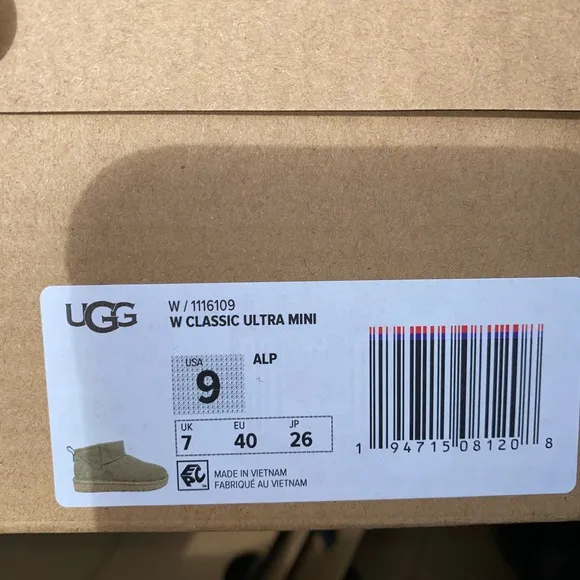 UGG
W / 1116109
W CLASSIC ULTRA MINI
USA
9
ALP
UK EU JP
7 40 26
MADE IN VIETNAM
FABRIQUÉ AU VIETNAM
1 94715 08120 8